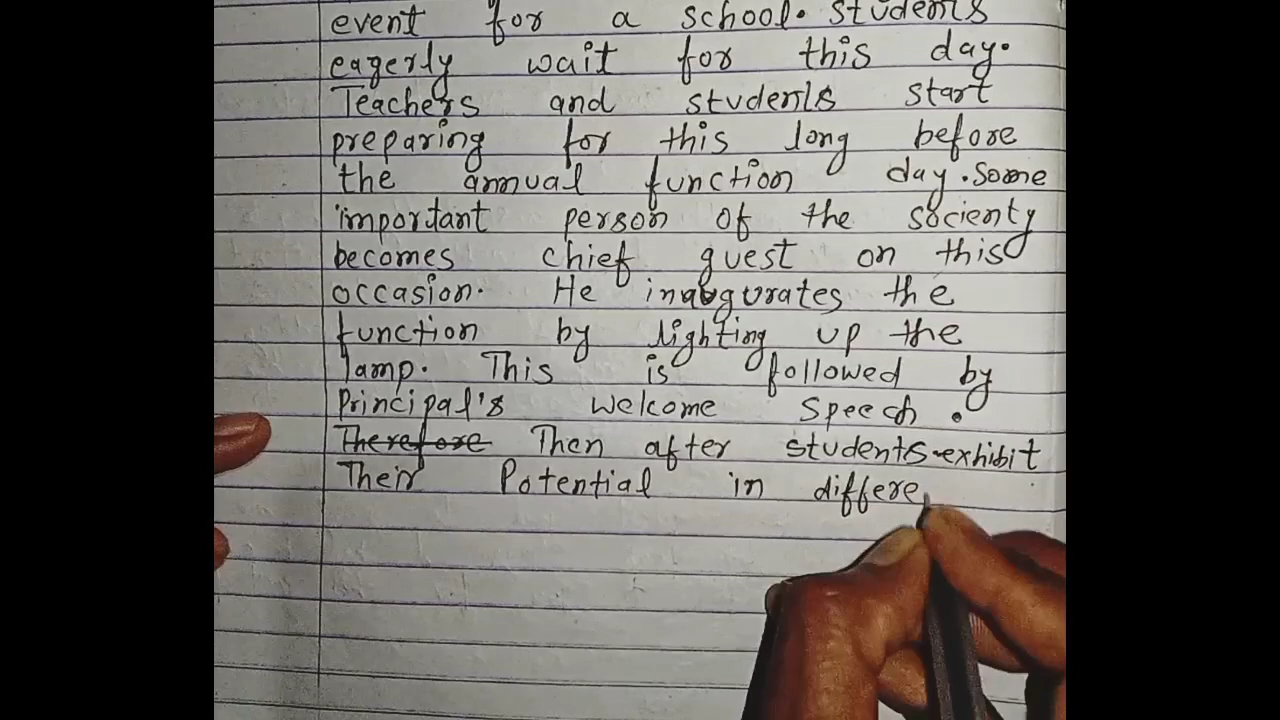 event for a school. students
eagerly wait for this day.
Teachers and students start
preparing for this long before
the annual function day. Some
important person of the socienty
becomes chief guest on this
occasion. He inaugurates the
function by lighting up the
lamp. This is followed by
Principal's welcome speech.
Therefore Then after students exhibit
Their Potential in differe